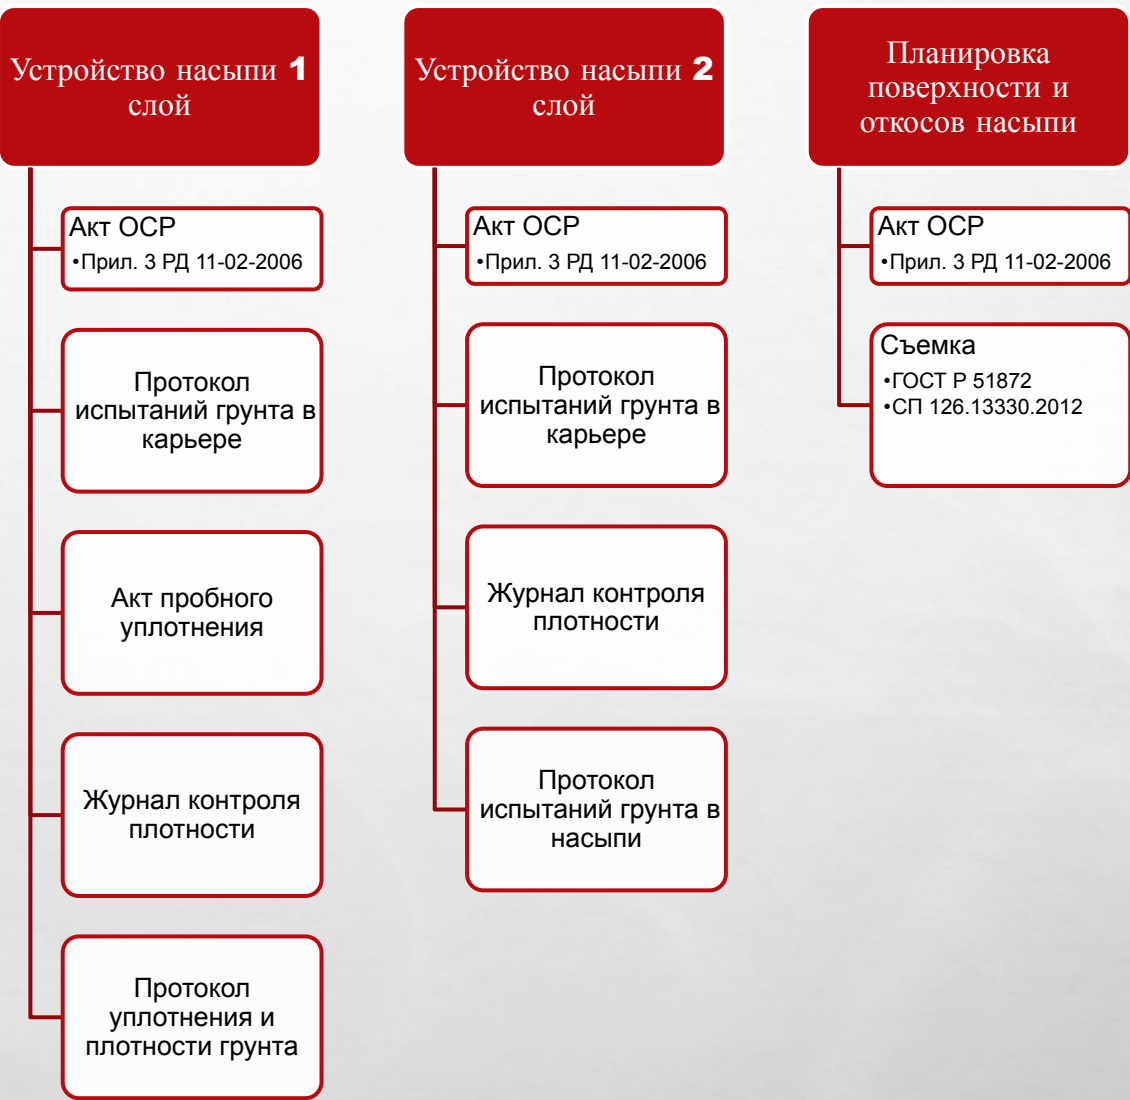 Устройство насыпи 1
слой
Акт ОСР
•Прил. 3 РД 11-02-2006
Протокол
испытаний грунта в
карьере
Акт пробного
уплотнения
Журнал контроля
плотности
Протокол
уплотнения и
плотности грунта
Устройство насыпи 2
слой
Акт ОСР
•Прил. 3 РД 11-02-2006
Протокол
испытаний грунта в
карьере
Журнал контроля
плотности
Протокол
испытаний грунта в
насыпи
Планировка
поверхности и
откосов насыпи
Акт ОСР
•Прил. 3 РД 11-02-2006
Съемка
•ГОСТ Р 51872
•СП 126.13330.2012